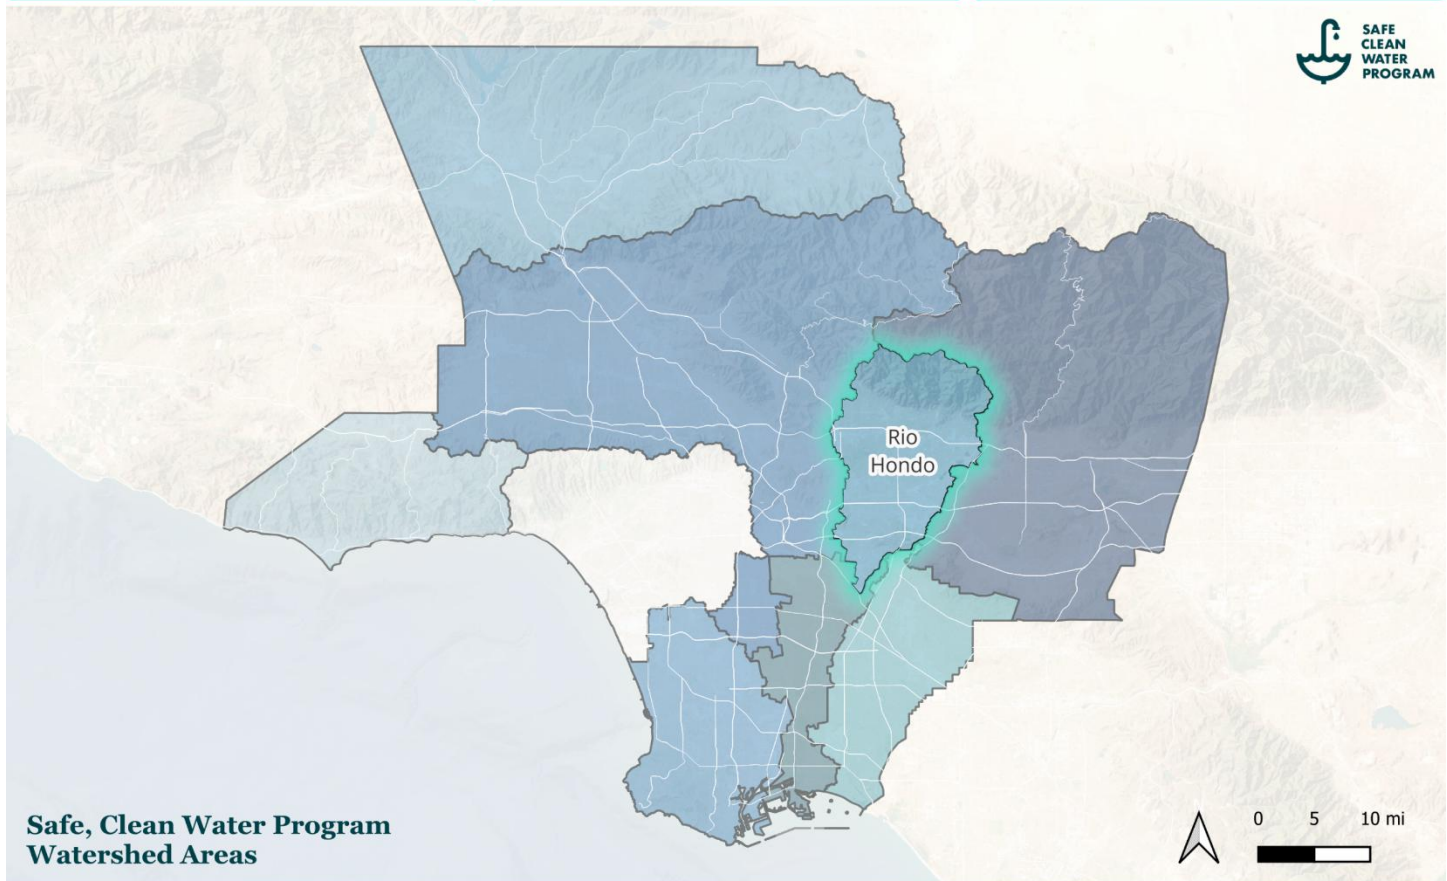 SAFE
CLEAN
WATER
PROGRAM
Rio
Hondo
Safe, Clean Water Program
Watershed Areas
0 5 10 mi